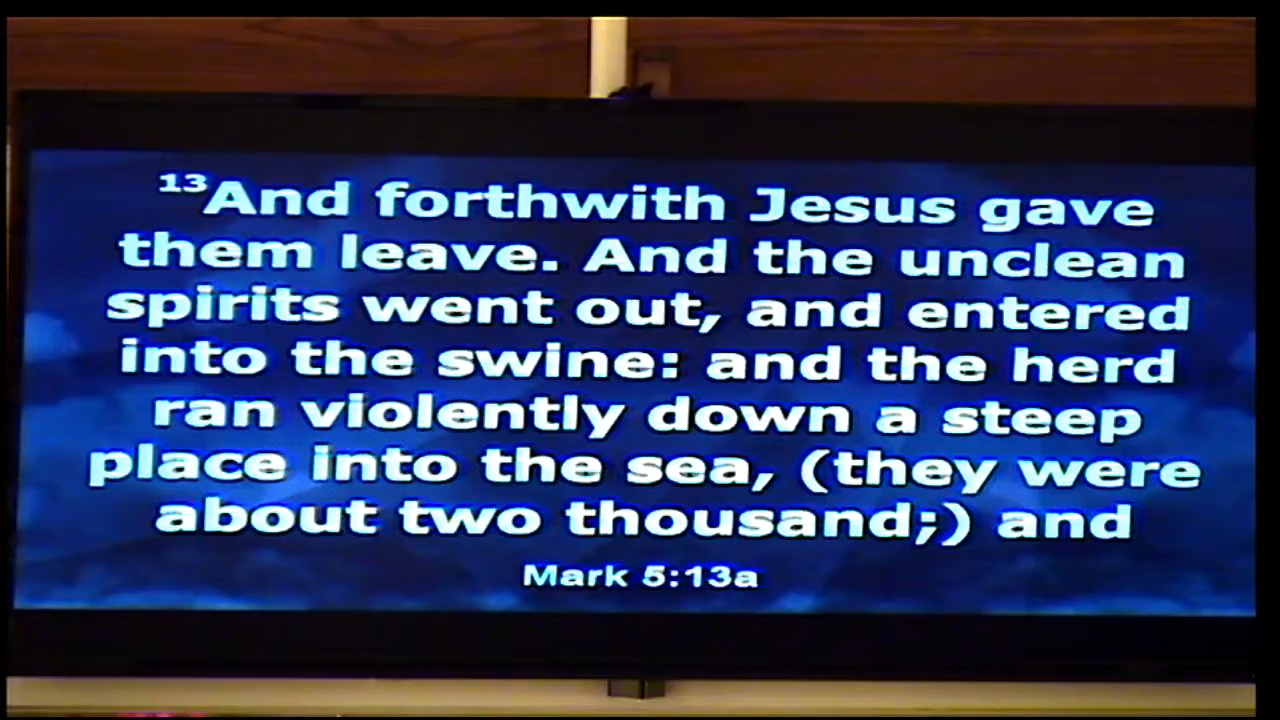 ¹³And forthwith Jesus gave
them leave. And the unclean
spirits went out, and entered
into the swine: and the herd
ran violently down a steep
place into the sea, (they were
about two thousand;) and
Mark 5:13a